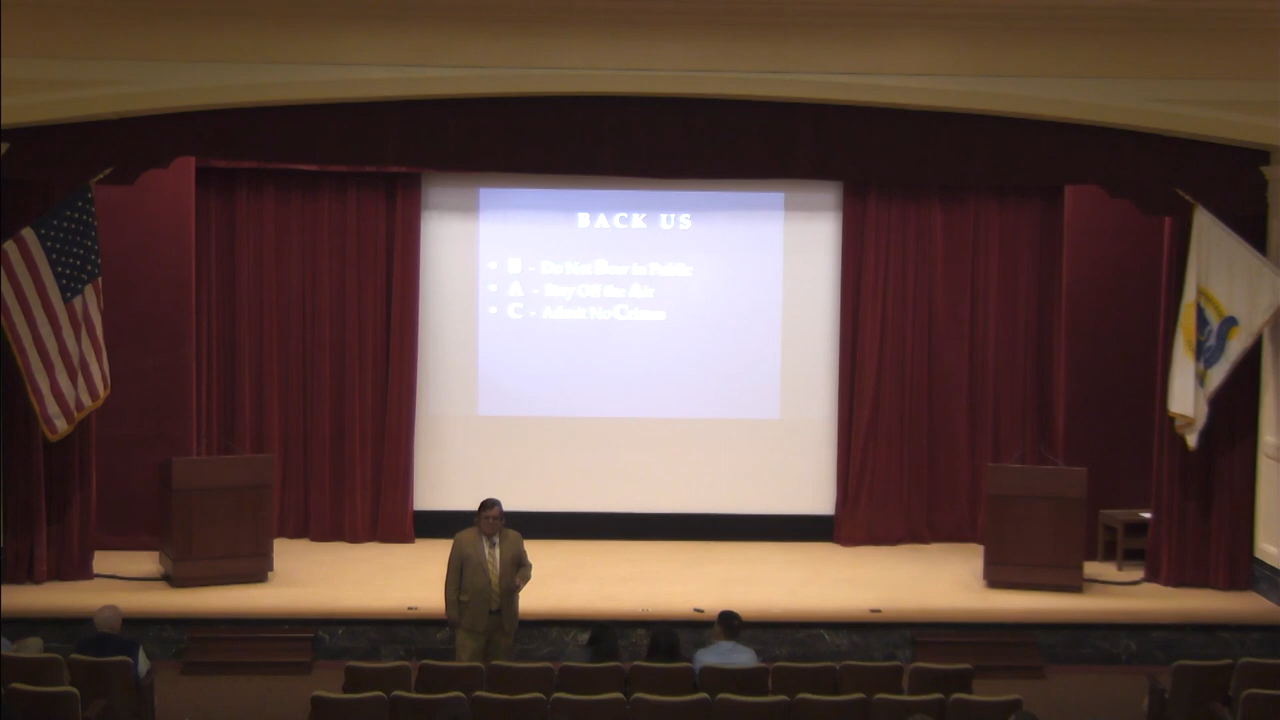 BACK US
• B - Do Not Bow in Public
• A - Stay Off the Air
• C - Admit No Crimes